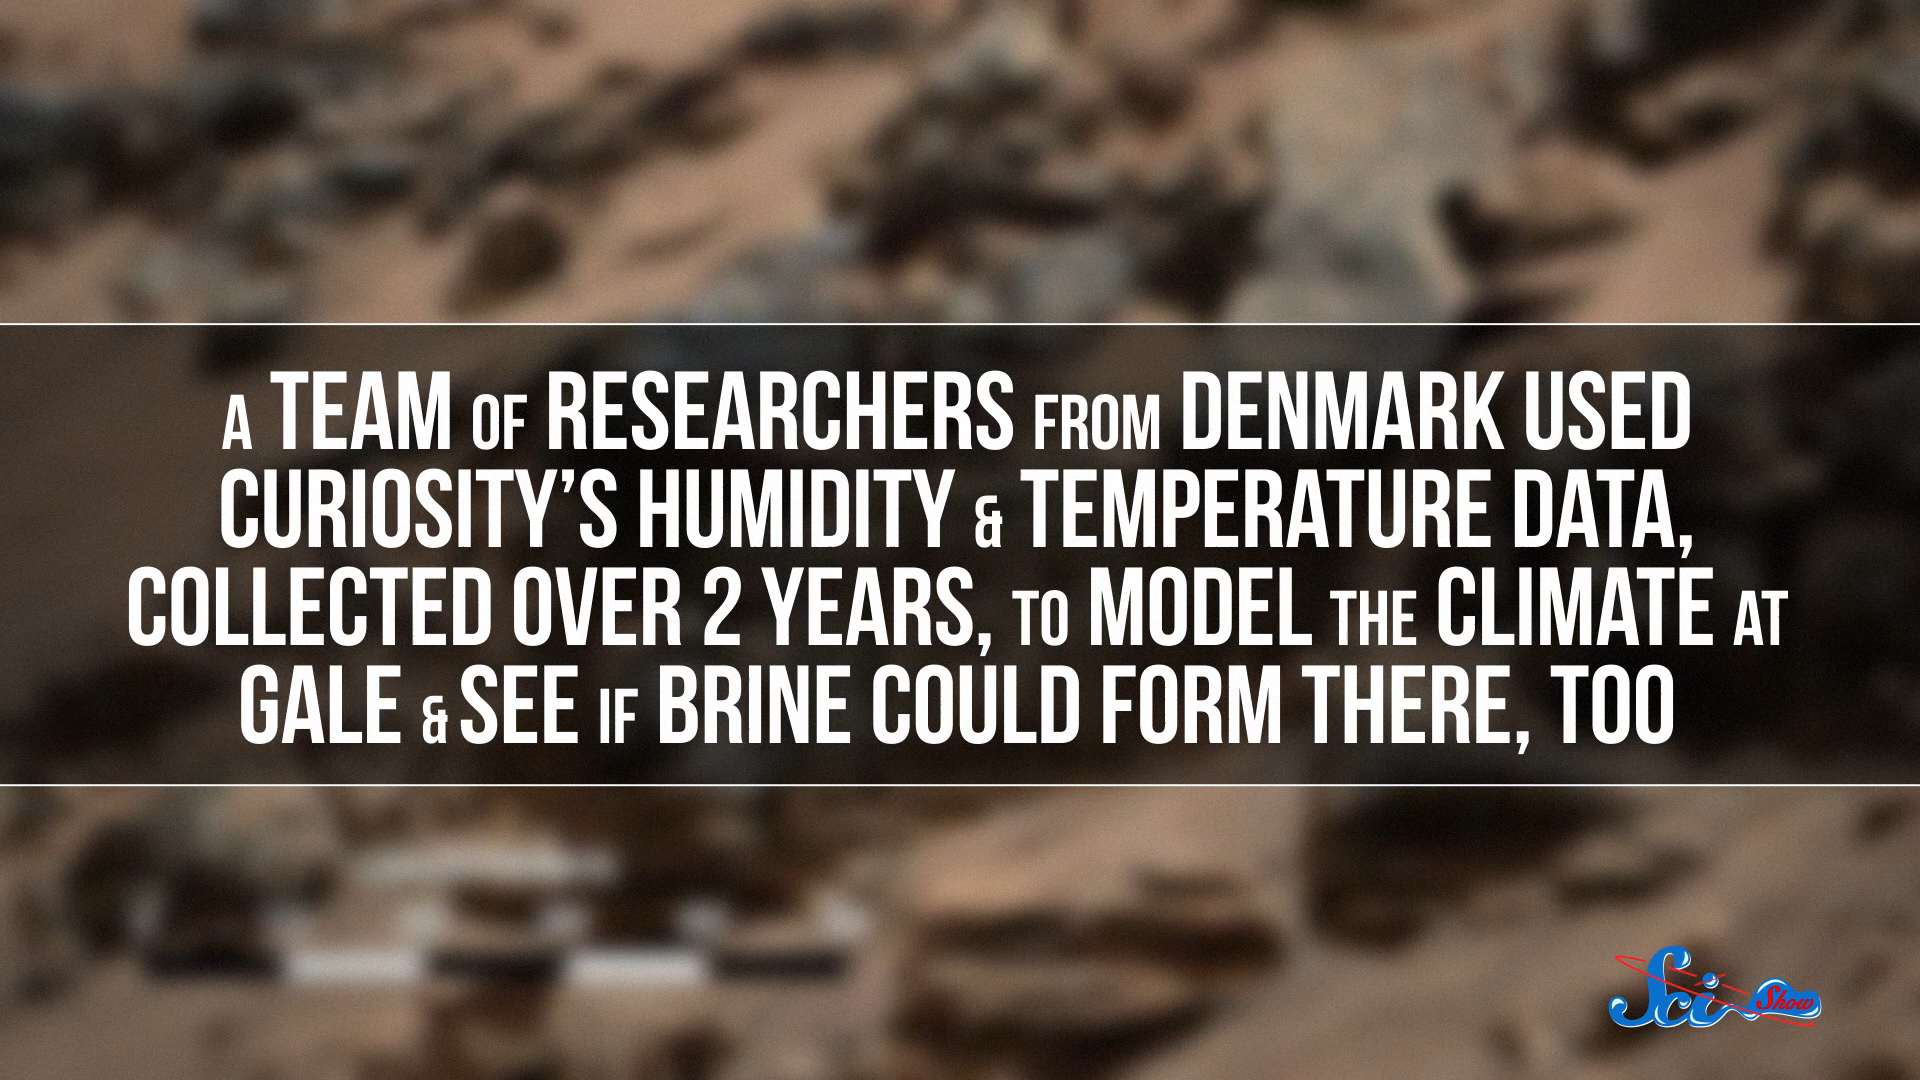 A TEAM OF RESEARCHERS FROM DENMARK USED
CURIOSITY’S HUMIDITY & TEMPERATURE DATA,
COLLECTED OVER 2 YEARS, TO MODEL THE CLIMATE AT
GALE & SEE IF BRINE COULD FORM THERE, TOO
Sci Show